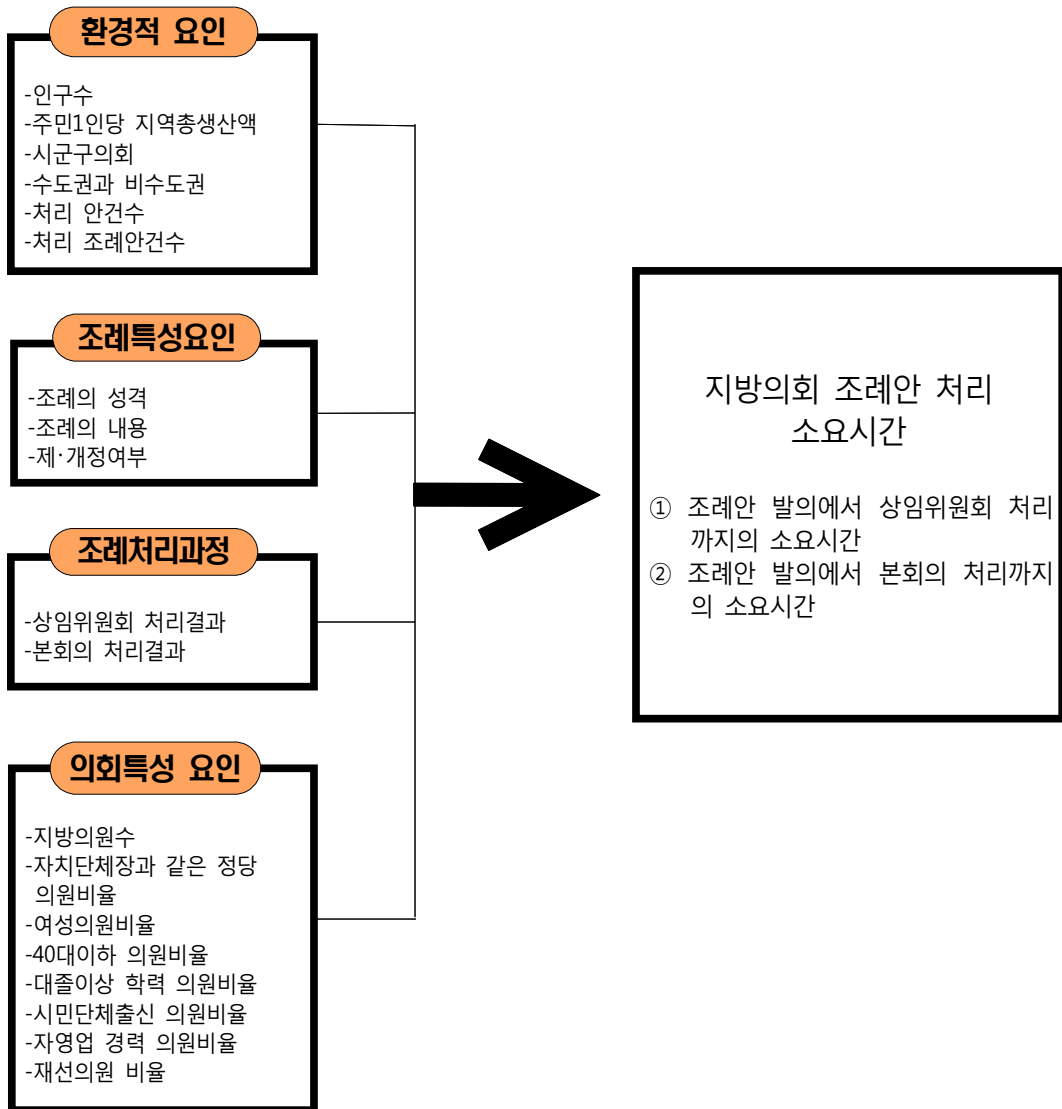 환경적 요인
-인구수
-주민1인당 지역총생산액
-시군구의회
-수도권과 비수도권
-처리 안건수
-처리 조례안건수
조례특성요인
-조례의 성격
-조례의 내용
-제·개정여부
조례처리과정
-상임위원회 처리결과
-본회의 처리결과
의회특성 요인
-지방의원수
-자치단체장과 같은 정당
의원비율
-여성의원비율
-40대이하 의원비율
-대졸이상 학력 의원비율
-시민단체출신 의원비율
-자영업 경력 의원비율
-재선의원 비율
지방의회 조례안 처리
소요시간
① 조례안 발의에서 상임위원회 처리
까지의 소요시간
② 조례안 발의에서 본회의 처리까지
의 소요시간